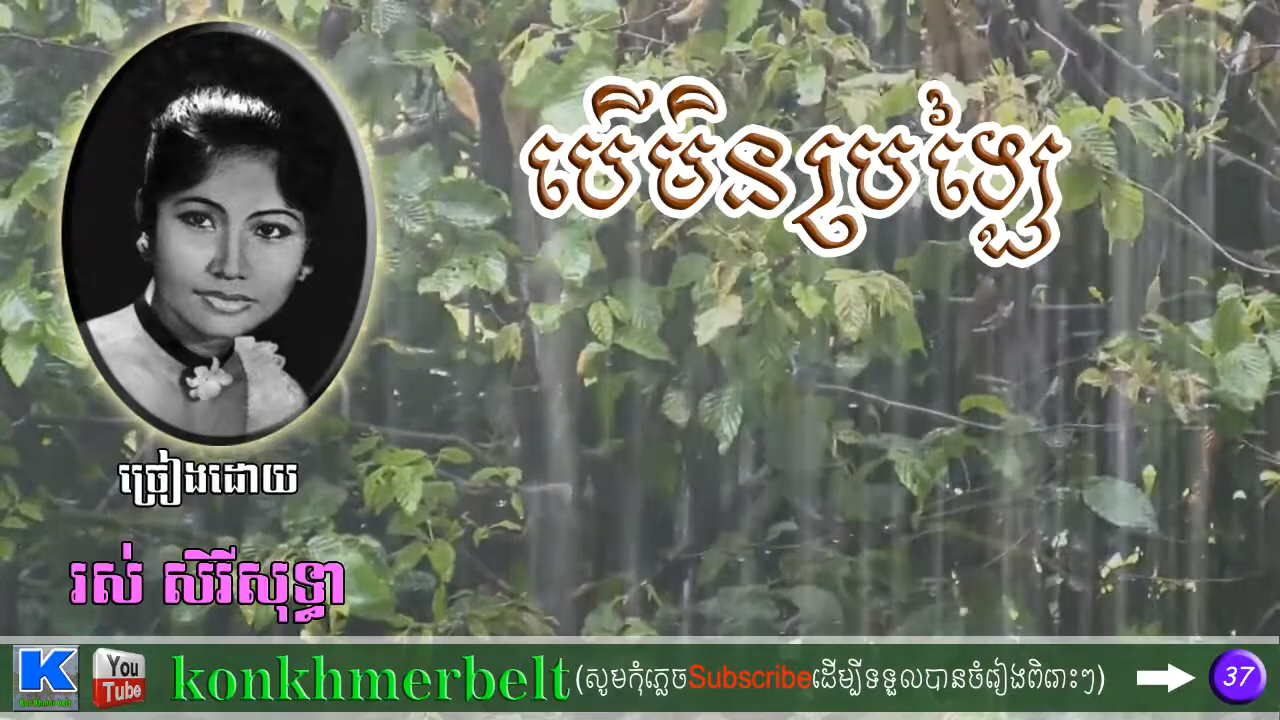 បើមិនប្រងំឡៃ
ច្រៀងដោយ
រស់ សិរីសុទ្ធា
K
You
Tube
konkhmerbelt (សូមកុំភ្លេចSubscribeដើម្បីទទួលបានចំរៀងពិរោះៗ)
37